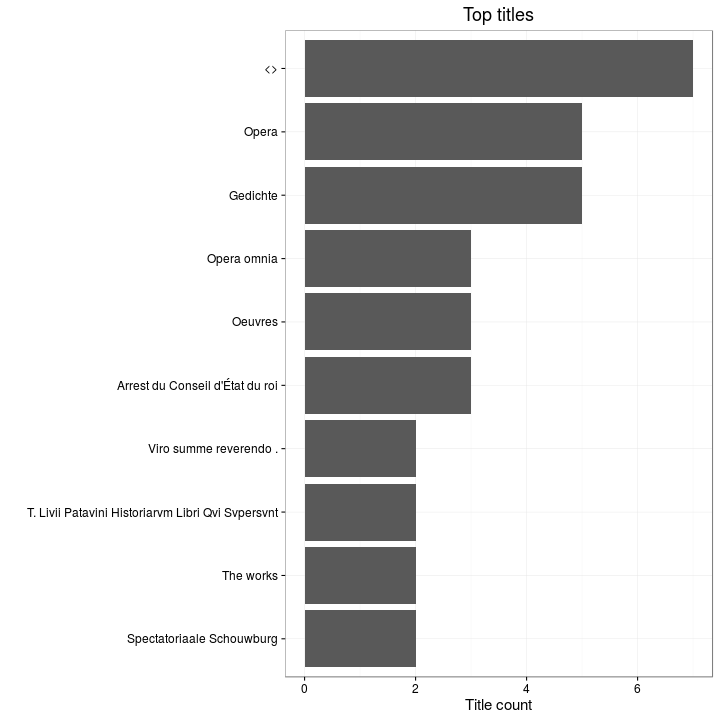 Top titles
<>
Opera
Gedichte
Opera omnia
Oeuvres
Arrest du Conseil d'État du roi
Viro summe reverendo .
T. Livii Patavini Historiarvm Libri Qvi Svpersvnt
The works
Spectatoriaale Schouwburg
0 2 4 6
Title count